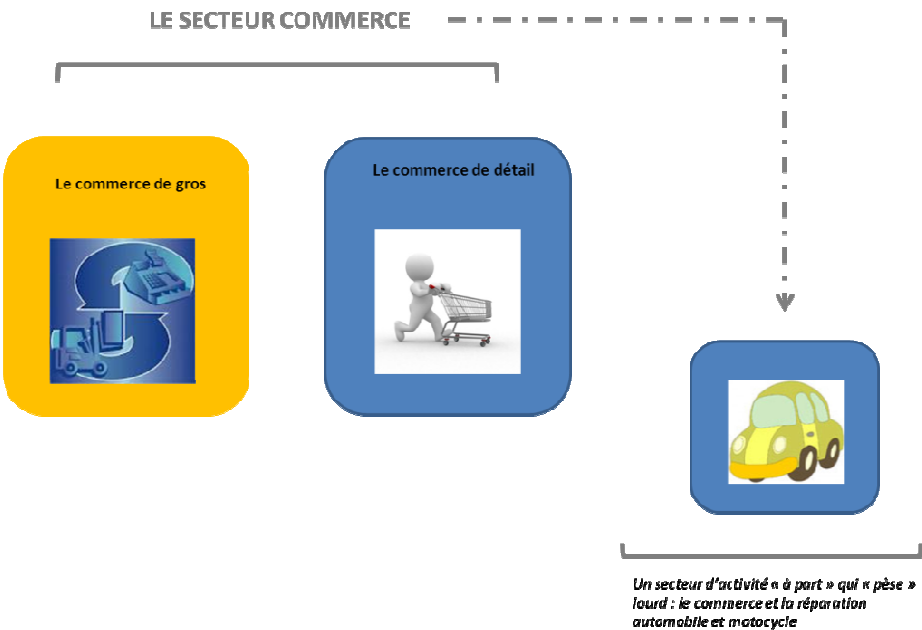 LE SECTEUR COMMERCE
Le commerce de gros
Le commerce de détail
Un secteur d'activité « à part » qui « pèse »
lourd : le commerce et la réparation
automobile et motocycle